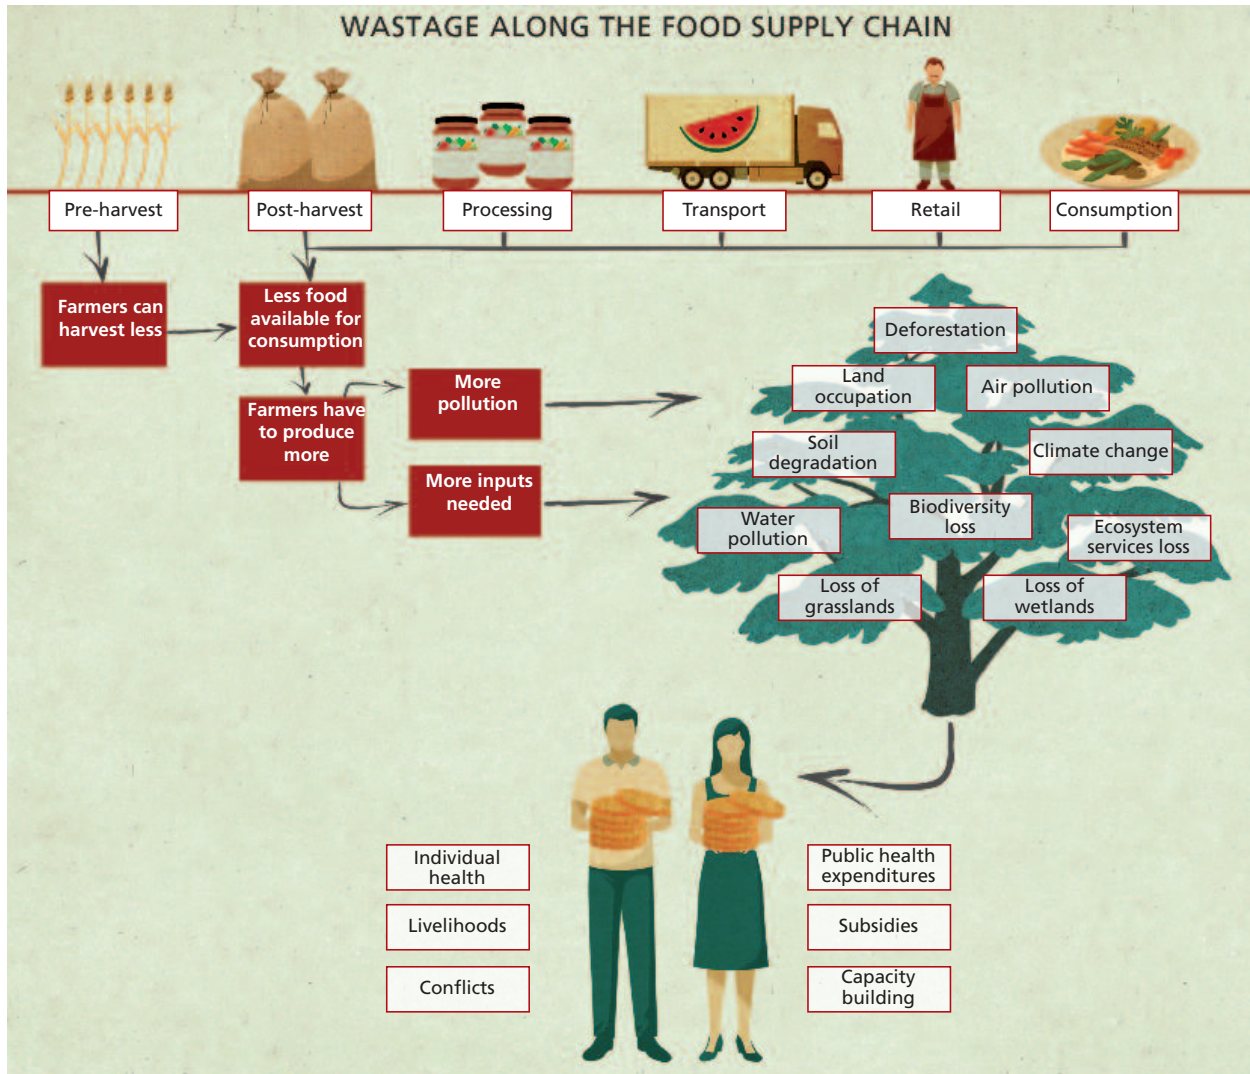 WASTAGE ALONG THE FOOD SUPPLY CHAIN
Pre-harvest
Post-harvest
Processing
Transport
Retail
Consumption
Farmers can
harvest less
Less food
available for
consumption
Farmers have
to produce
more
More
pollution
More inputs
needed
Deforestation
Land
occupation
Air pollution
Soil
degradation
Climate change
Biodiversity
loss
Water
pollution
Ecosystem
services loss
Loss of
grasslands
Loss of
wetlands
Individual
health
Public health
expenditures
Livelihoods
Subsidies
Conflicts
Capacity
building